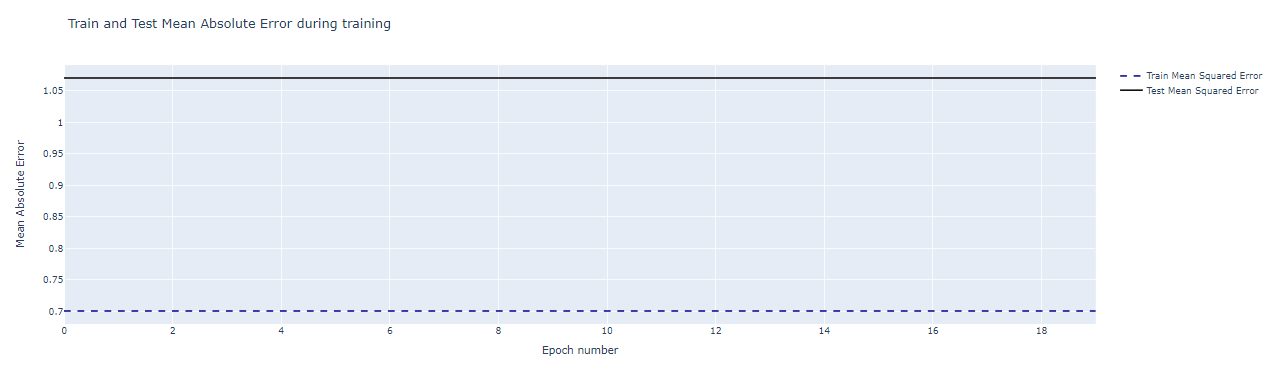 Train and Test Mean Absolute Error during training
Train Mean Squared Error
Test Mean Squared Error
Mean Absolute Error
1.05
1
0.95
0.9
0.85
0.8
0.75
0.7
0 2 4 6 8 10 12 14 16 18
Epoch number